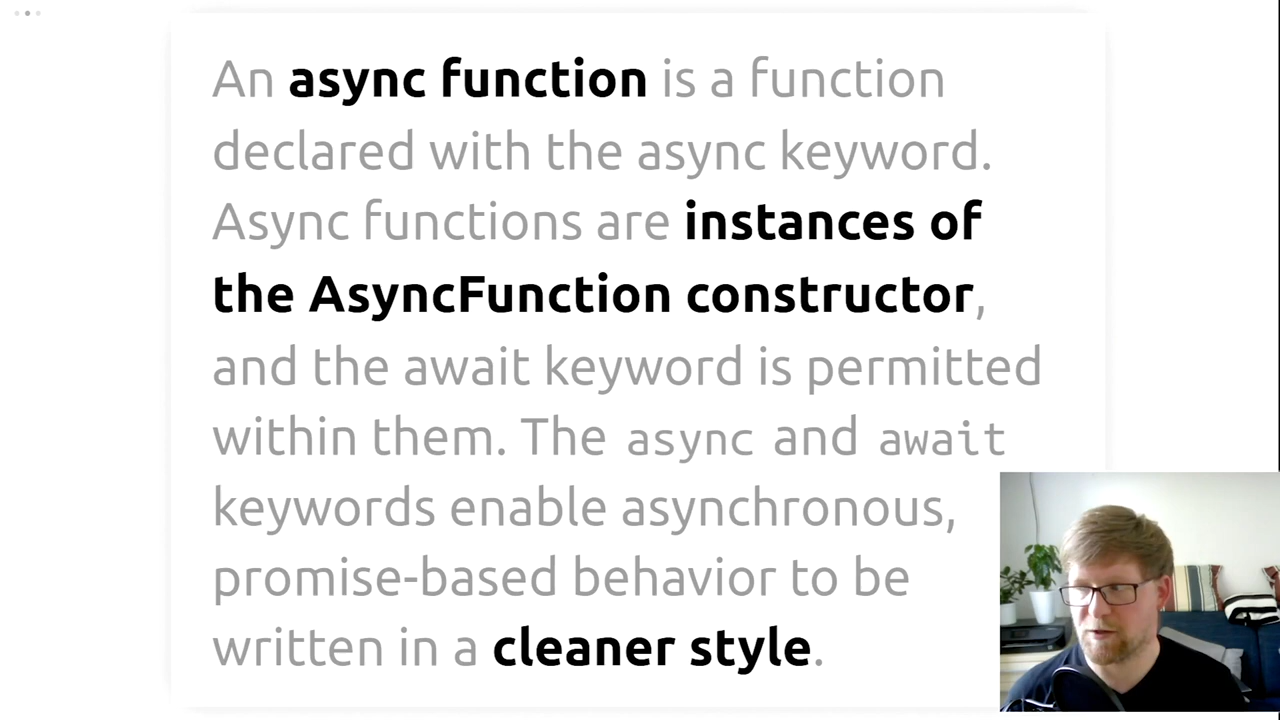 An async function is a function
declared with the async keyword.
Async functions are instances of
the AsyncFunction constructor,
and the await keyword is permitted
within them. The async and await
keywords enable asynchronous,
promise-based behavior to be
written in a cleaner style.